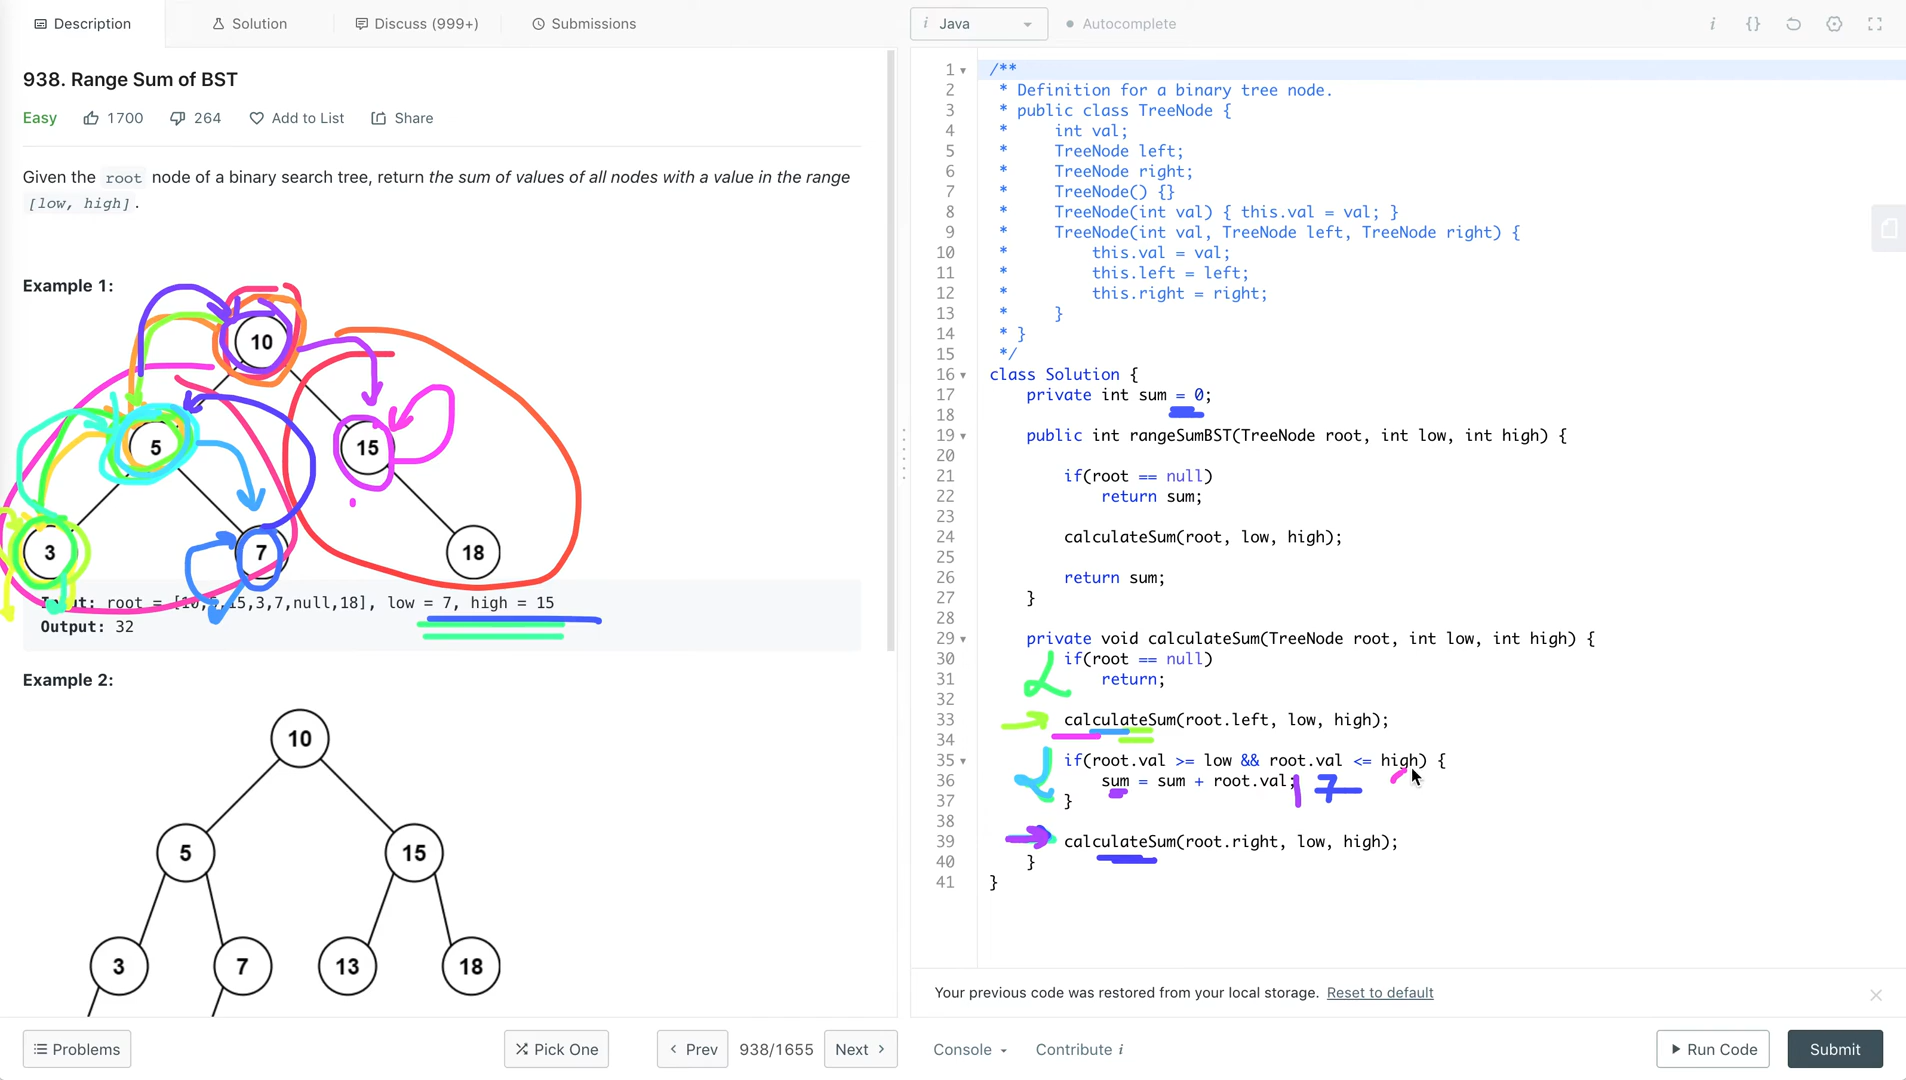 Description
Solution
Discuss (999+)
Submissions
938. Range Sum of BST
Easy 1700 264 Add to List Share
Given the root node of a binary search tree, return the sum of values of all nodes with a value in the range
[low, high].
Example 1:
10
5
15
3
7
18
Input: root = [10,5,15,3,7,null,18], low = 7, high = 15
Output: 32
Example 2:
10
5
15
3
7
13
18
Problems
Pick One
Prev
938/1655
Next
i Java
Autocomplete
i {}
1 /**
2 * Definition for a binary tree node.
3 * public class TreeNode {
4 * int val;
5 * TreeNode left;
6 * TreeNode right;
7 * TreeNode() {}
8 * TreeNode(int val) { this.val = val; }
9 * TreeNode(int val, TreeNode left, TreeNode right) {
10 * this.val = val;
11 * this.left = left;
12 * this.right = right;
13 * }
14 * }
15 */
16 class Solution {
17 private int sum = 0;
18
19 public int rangeSumBST(TreeNode root, int low, int high) {
20
21 if(root == null)
22 return sum;
23
24 calculateSum(root, low, high);
25
26 return sum;
27 }
28
29 private void calculateSum(TreeNode root, int low, int high) {
30 if(root == null)
31 return;
32
33 calculateSum(root.left, low, high);
34
35 if(root.val >= low && root.val <= high) {
36 sum = sum + root.val; 17
37 }
38
39 calculateSum(root.right, low, high);
40 }
41 }
Your previous code was restored from your local storage. Reset to default
Console
Contribute i
Run Code
Submit